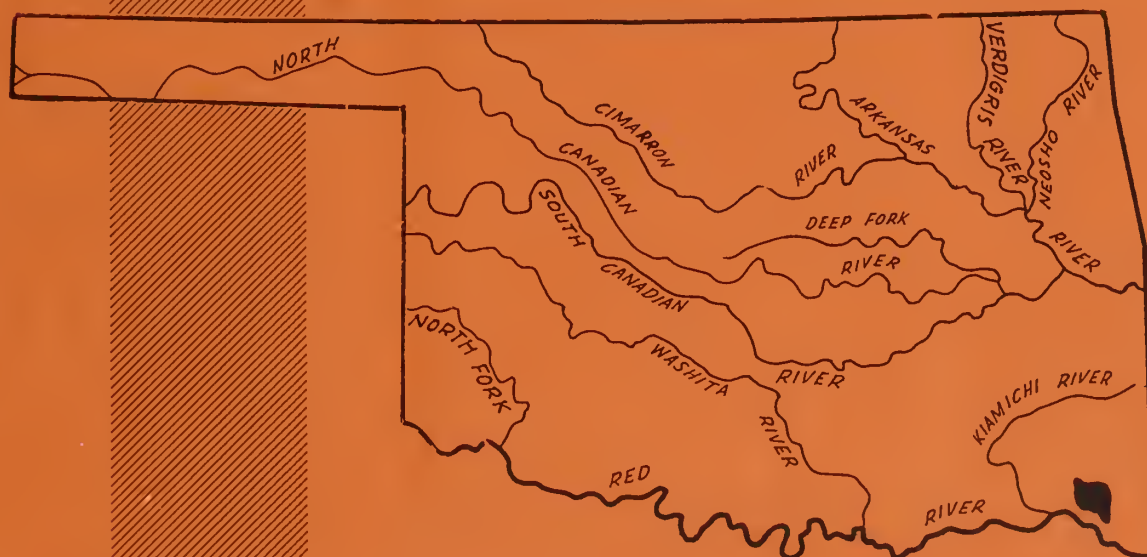 NORTH
CANADIAN
RIVER
CIMARRON
RIVER
ARKANSAS
RIVER
VERDIGRIS
RIVER
NEOSHO
RIVER
DEEP FORK
SOUTH
CANADIAN
RIVER
WASHITA
RIVER
NORTH FORK
KIAMICHI RIVER
RED
RIVER